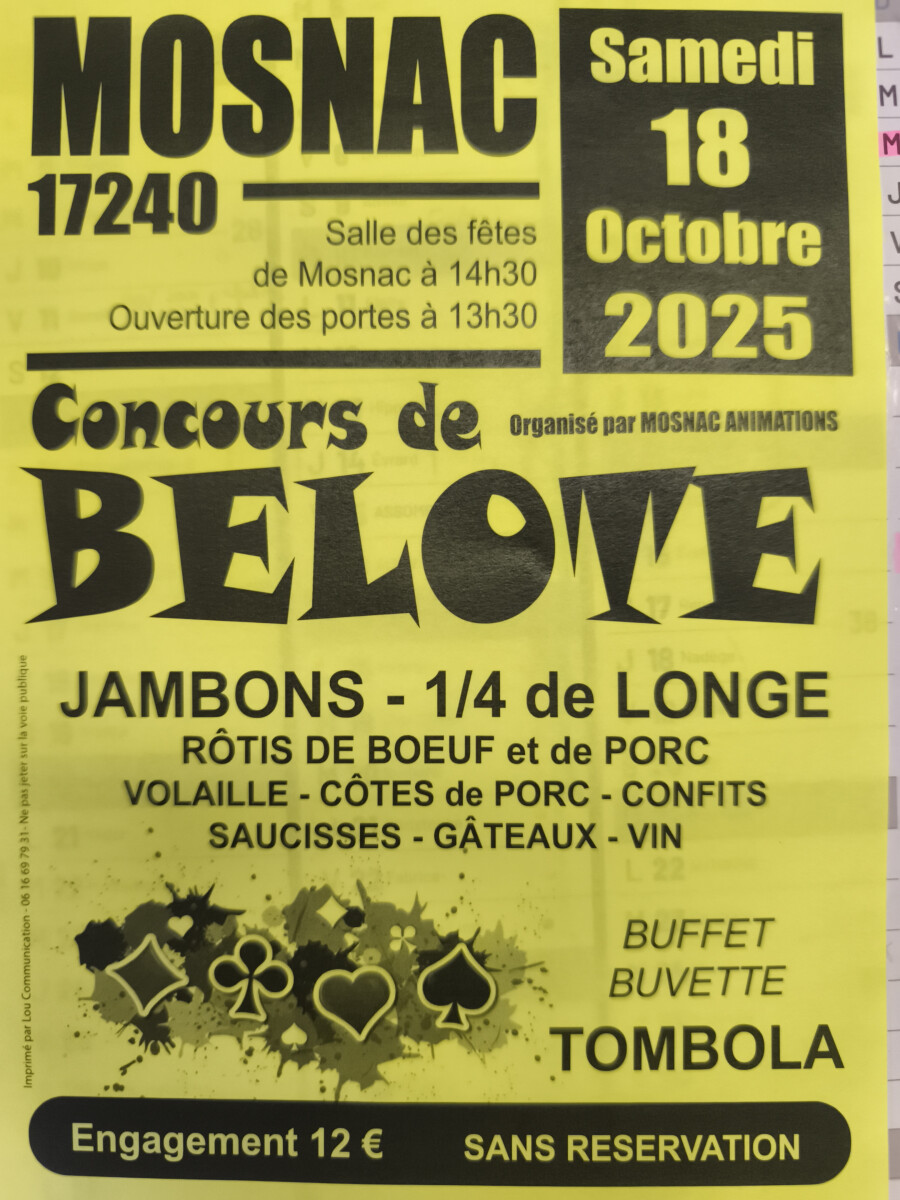 MOSNAC
17240
Salle des fêtes
de Mosnac à 14h30
Ouverture des portes à 13h30
Samedi
18
Octobre
2025
Concours de
Organisé par MOSNAC ANIMATIONS
BELOTE
JAMBONS - 1/4 de LONGE
RÔTIS DE BOEUF et de PORC
VOLAILLE - CÔTES de PORC - CONFITS
SAUCISSES - GÂTEAUX - VIN
BUFFET
BUVETTE
TOMBOLA
Engagement 12 €
SANS RESERVATION
Imprimé par Lou Communication - 06 16 69 79 31 - Ne pas jeter sur la voie publique